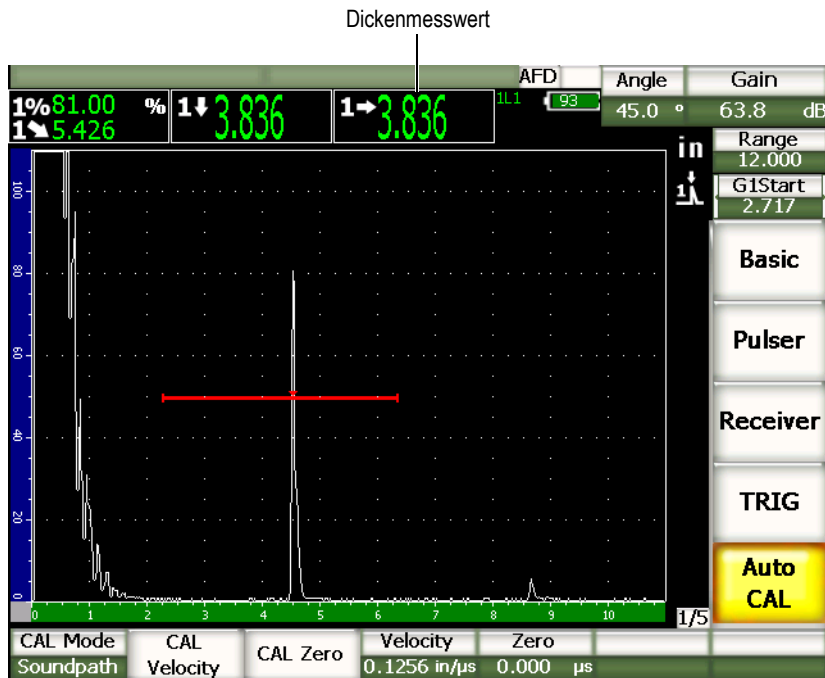 Dickenmesswert
AFD
Angle
Gain
1%81.00 %
1↘5.426
1⬇3.836
1➡3.836
1L1
93
45.0 °
63.8 dB
in
Range
12.000
1
G1Start
2.717
Basic
Pulser
Receiver
TRIG
Auto
CAL
100
80
60
40
20
0
0 1 2 3 4 5 6 7 8 9 10
1/5
CAL Mode
Soundpath
CAL
Velocity
CAL Zero
Velocity
0.1256 in/µs
Zero
0.000 µs